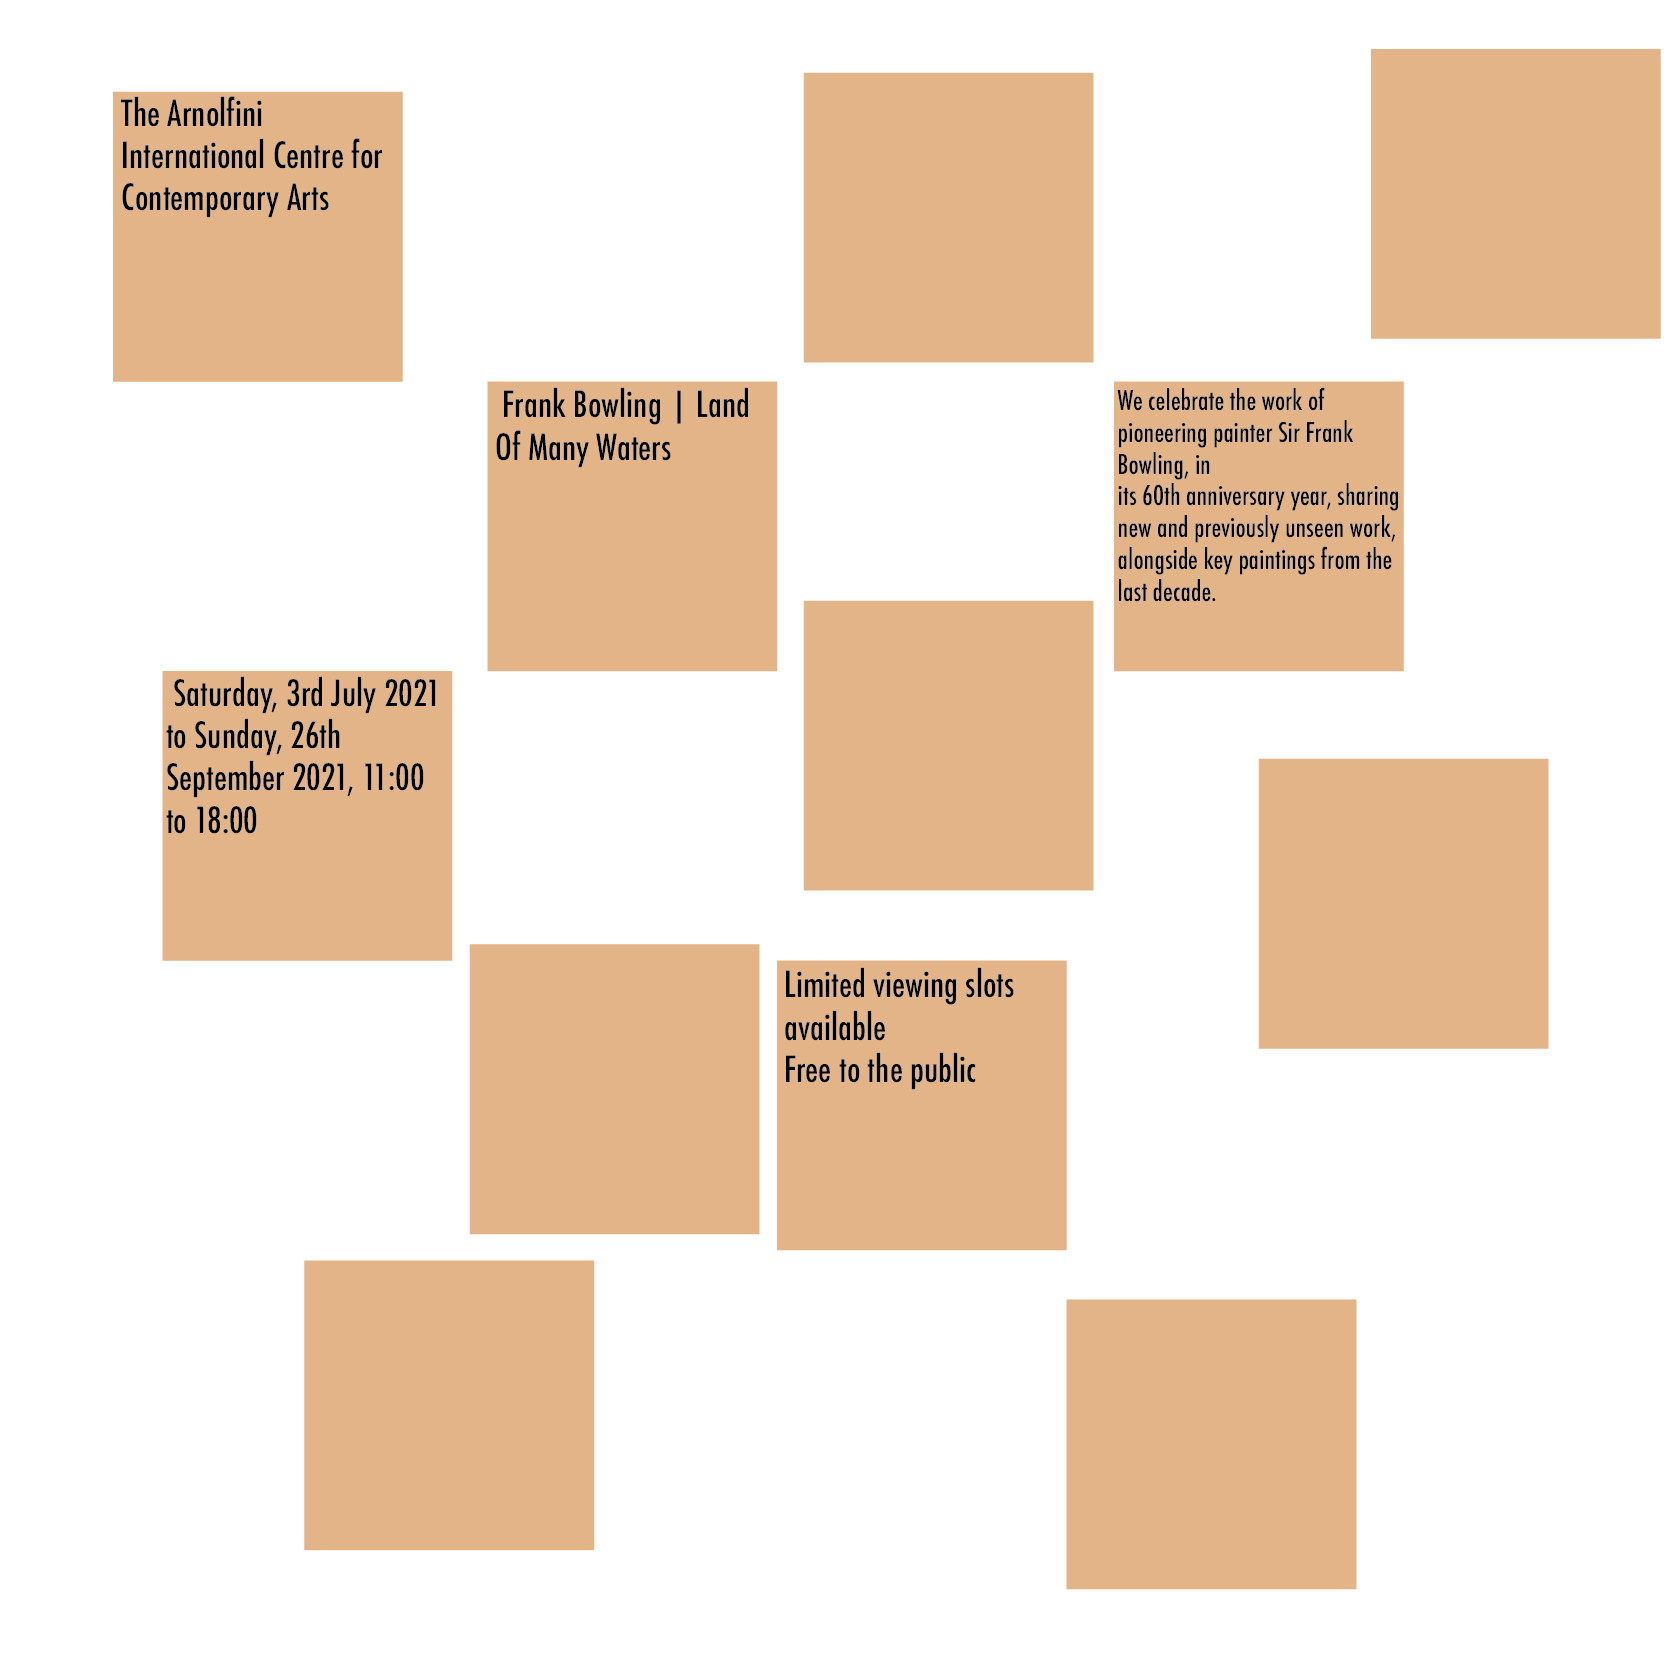 The Arnolfini
International Centre for
Contemporary Arts
Frank Bowling | Land
Of Many Waters
We celebrate the work of
pioneering painter Sir Frank
Bowling, in
its 60th anniversary year, sharing
new and previously unseen work,
alongside key paintings from the
last decade.
Saturday, 3rd July 2021
to Sunday, 26th
September 2021, 11:00
to 18:00
Limited viewing slots
available
Free to the public